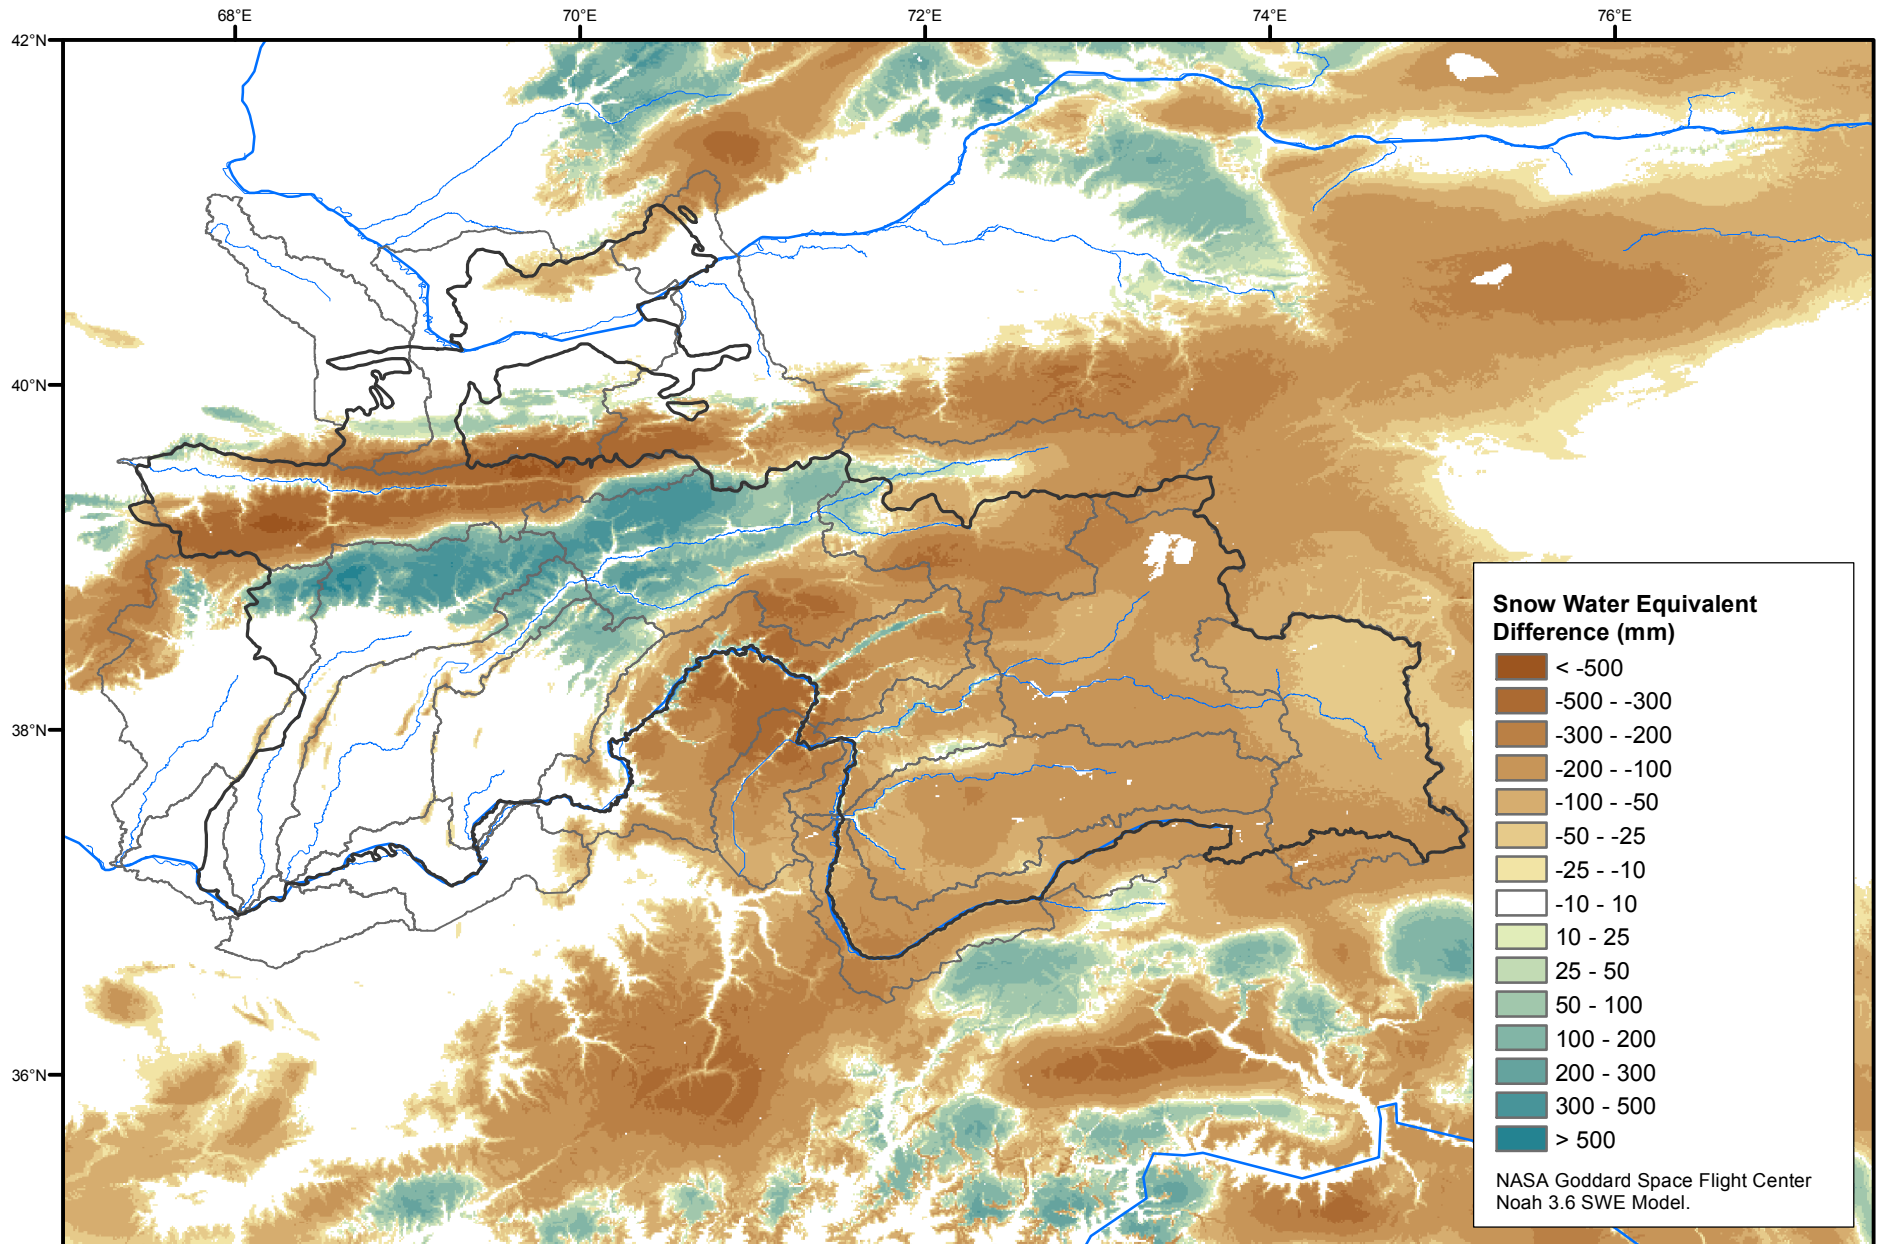 68°E 70°E 72°E 74°E 76°E
42°N
40°N
38°N
36°N
Snow Water Equivalent
Difference (mm)
< -500
-500 - -300
-300 - -200
-200 - -100
-100 - -50
-50 - -25
-25 - -10
-10 - 10
10 - 25
25 - 50
50 - 100
100 - 200
200 - 300
300 - 500
> 500
NASA Goddard Space Flight Center
Noah 3.6 SWE Model.